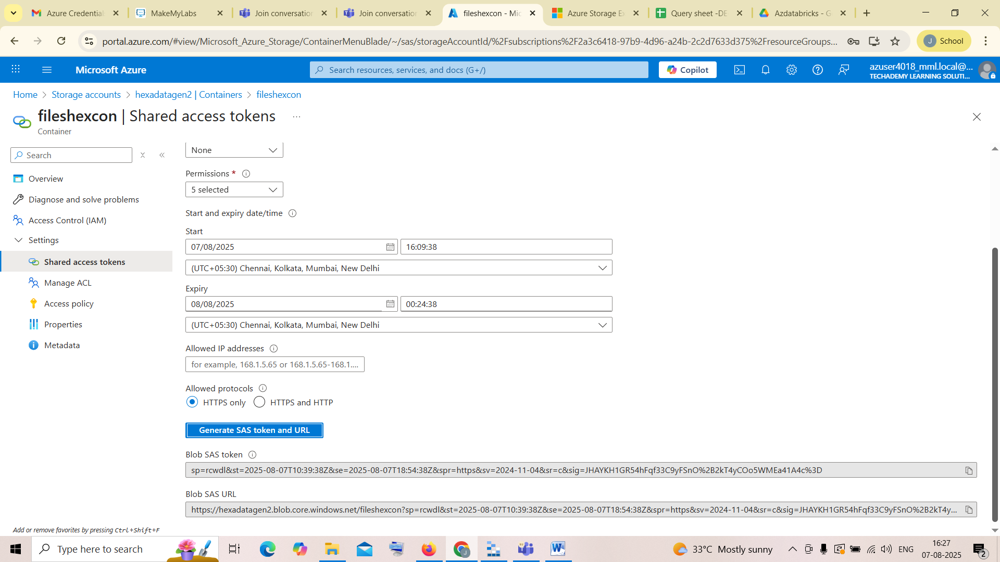 Azure Credential
MakeMyLabs
Join conversation
Join conversation
fileshexcon - Mic
Azure Storage Ex
Query sheet -DE
Azdatabricks - G
portal.azure.com/#view/Microsoft_Azure_Storage/ContainerMenuBlade/~/sas/storageAccountId/%2Fsubscriptions%2F2a3c6418-97b9-4d96-a24b-2c2d7633d375%2FresourceGroups...
J School
Microsoft Azure
Search resources, services, and docs (G+/)
Copilot
azuser4018_mml.local@...
TECHADEMY LEARNING SOLUTI...
Home > Storage accounts > hexadatagen2 | Containers > fileshexcon
fileshexcon | Shared access tokens ...
Container
Search
Overview
Diagnose and solve problems
Access Control (IAM)
Settings
Shared access tokens
Manage ACL
Access policy
Properties
Metadata
Add or remove favorites by pressing Ctrl+Shift+F
None
Permissions *
5 selected
Start and expiry date/time
Start
07/08/2025
16:09:38
(UTC+05:30) Chennai, Kolkata, Mumbai, New Delhi
Expiry
08/08/2025
00:24:38
(UTC+05:30) Chennai, Kolkata, Mumbai, New Delhi
Allowed IP addresses
for example, 168.1.5.65 or 168.1.5.65-168.1....
Allowed protocols
HTTPS only
HTTPS and HTTP
Generate SAS token and URL
Blob SAS token
sp=rcwdl&st=2025-08-07T10:39:38Z&se=2025-08-07T18:54:38Z&spr=https&sv=2024-11-04&sr=c&sig=JHAYKH1GR54hFqf33C9yFSnO%2B2kT4yCOo5WMEa41A4c%3D
Blob SAS URL
https://hexadatagen2.blob.core.windows.net/fileshexcon?sp=rcwdl&st=2025-08-07T10:39:38Z&se=2025-08-07T18:54:38Z&spr=https&sv=2024-11-04&sr=c&sig=JHAYKH1GR54hFqf33C9yFSnO%2B2kT4y...
Type here to search
33°C Mostly sunny
ENG
16:27
07-08-2025
2